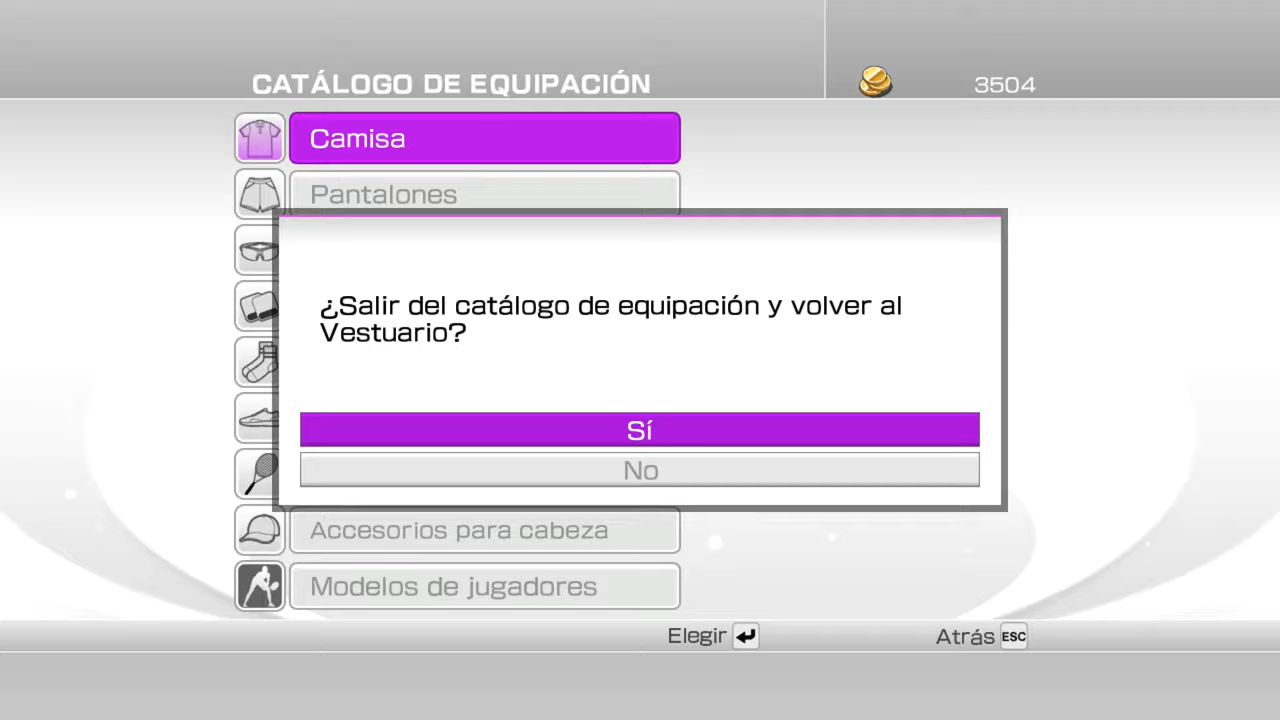 CATÁLOGO DE EQUIPACIÓN
3504
Camisa
Pantalones
¿Salir del catálogo de equipación y volver al
Vestuario?
Sí
No
Accesorios para cabeza
Modelos de jugadores
Elegir
Atrás ESC